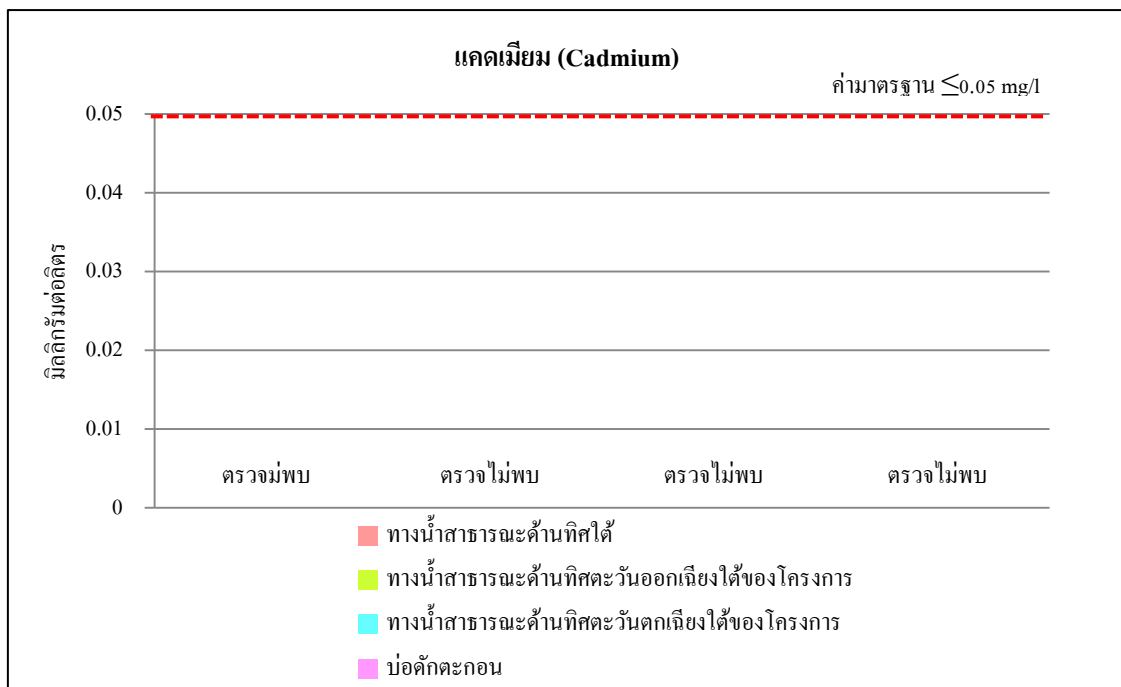 แคดเมียม (Cadmium)
ค่ามาตรฐาน ≤0.05 mg/l
มิลลิกรัมต่อลิตร
0.05
0.04
0.03
0.02
0.01
0
ตรวจม่พบ ตรวจไม่พบ ตรวจไม่พบ ตรวจไม่พบ
ทางน้ำสาธารณะด้านทิศใต้
ทางน้ำสาธารณะด้านทิศตะวันออกเฉียงใต้ของโครงการ
ทางน้ำสาธารณะด้านทิศตะวันตกเฉียงใต้ของโครงการ
บ่อดักตะกอน